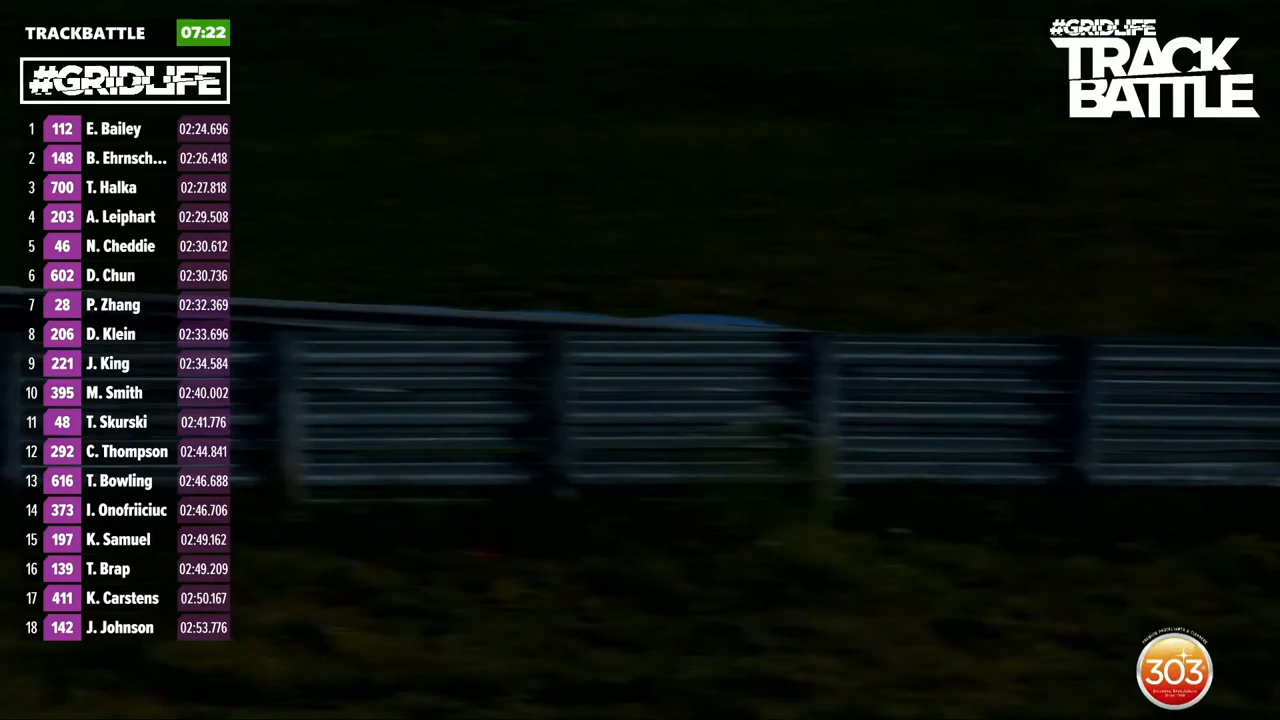 TRACKBATTLE 07:22
#GRIDLIFE
1 112 E. Bailey 02:24.696
2 148 B. Ehrnsch... 02:26.418
3 700 T. Halka 02:27.818
4 203 A. Leiphart 02:29.508
5 46 N. Cheddie 02:30.612
6 602 D. Chun 02:30.736
7 28 P. Zhang 02:32.369
8 206 D. Klein 02:33.696
9 221 J. King 02:34.584
10 395 M. Smith 02:40.002
11 48 T. Skurski 02:41.776
12 292 C. Thompson 02:44.841
13 616 T. Bowling 02:46.688
14 373 I. Onofriiciuc 02:46.706
15 197 K. Samuel 02:49.162
16 139 T. Brap 02:49.209
17 411 K. Carstens 02:50.167
18 142 J. Johnson 02:53.776
#GRIDLIFE
TRACK
BATTLE
303